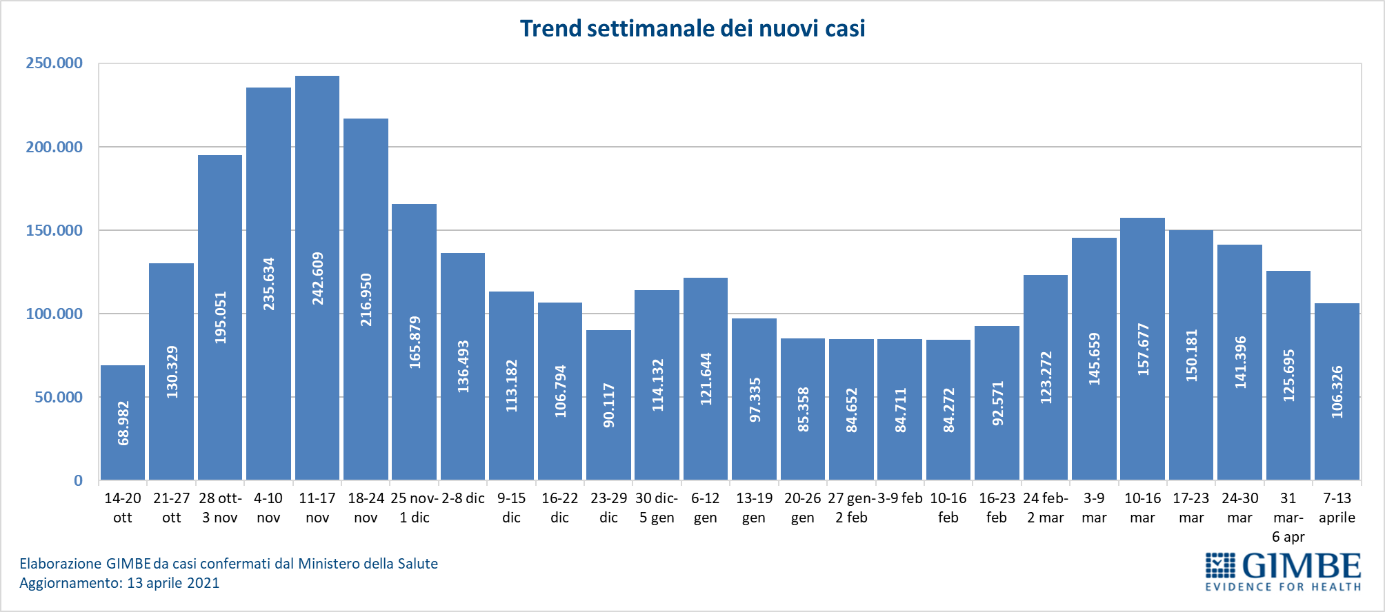 Trend settimanale dei nuovi casi
250.000
200.000
150.000
100.000
50.000
0
68.982
130.329
195.051
235.634
242.609
216.950
165.879
136.493
113.182
106.794
90.117
114.132
121.644
97.335
85.358
84.652
84.711
84.272
92.571
123.272
145.659
157.677
150.181
141.396
125.695
106.326
14-20
ott
21-27
ott
28 ott-
3 nov
4-10
nov
11-17
nov
18-24
nov
25 nov-
1 dic
2-8 dic
9-15
dic
16-22
dic
23-29
dic
30 dic-
5 gen
6-12
gen
13-19
gen
20-26
gen
27 gen-
2 feb
3-9 feb
10-16
feb
16-23
feb
24 feb-
2 mar
3-9
mar
10-16
mar
17-23
mar
24-30
mar
31
mar-
6 apr
7-13
aprile
Elaborazione GIMBE da casi confermati dal Ministero della Salute
Aggiornamento: 13 aprile 2021
GIMBE
EVIDENCE FOR HEALTH